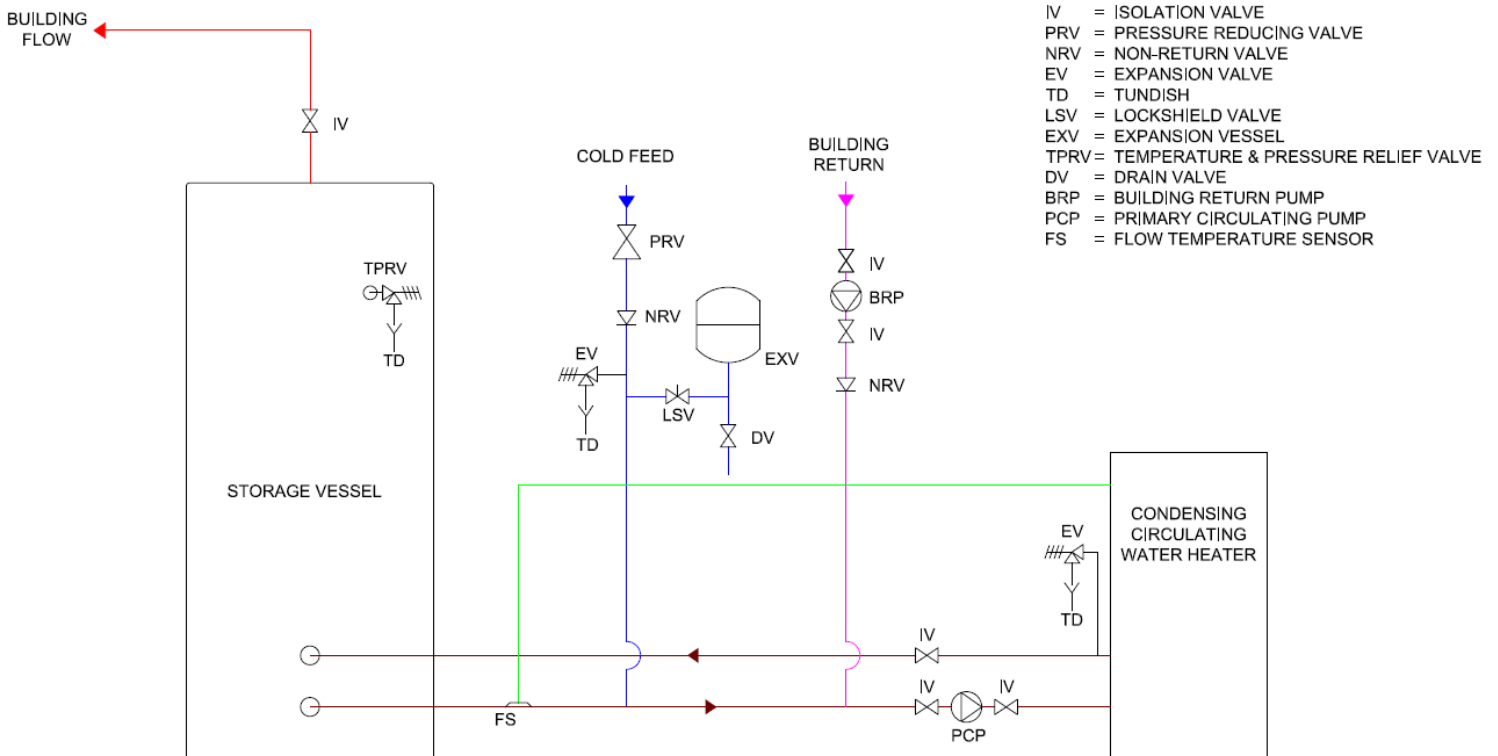 BUILDING
FLOW
IV
IV = ISOLATION VALVE
PRV = PRESSURE REDUCING VALVE
NRV = NON-RETURN VALVE
EV = EXPANSION VALVE
TD = TUNDISH
LSV = LOCKSHIELD VALVE
EXV = EXPANSION VESSEL
TPRV = TEMPERATURE & PRESSURE RELIEF VALVE
DV = DRAIN VALVE
BRP = BUILDING RETURN PUMP
PCP = PRIMARY CIRCULATING PUMP
FS = FLOW TEMPERATURE SENSOR
COLD FEED
BUILDING
RETURN
PRV
IV
TPRV
BRP
NRV
IV
EV
EXV
TD
NRV
LSV
TD
DV
STORAGE VESSEL
CONDENSING
CIRCULATING
WATER HEATER
EV
TD
IV
IV
IV
FS
PCP